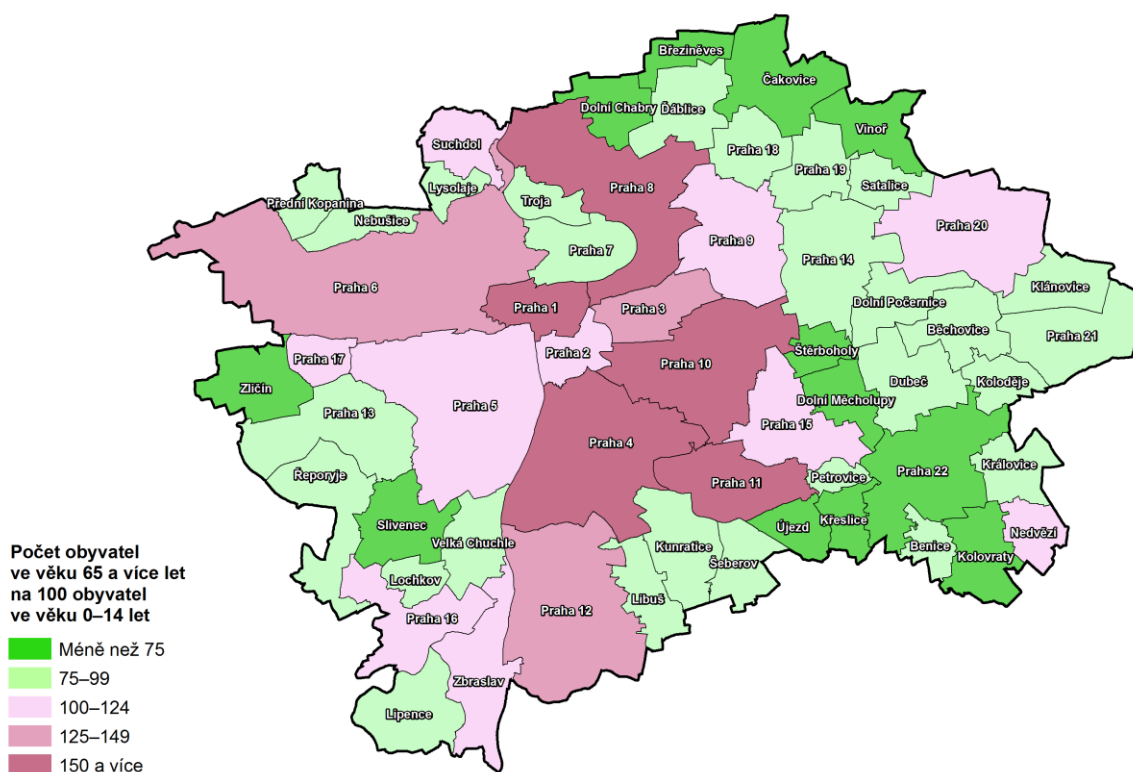 Březiněves
Čakovice
Dolní Chabry
Ďáblice
Vinoř
Suchdol
Praha 18
Praha 19
Lysolaje
Praha 8
Satalice
Přední Kopanina
Troja
Nebušice
Praha 20
Praha 9
Praha 7
Praha 14
Praha 6
Klánovice
Dolní Počernice
Praha 1
Praha 3
Běchovice
Praha 21
Praha 2
Praha 10
Štěrboholy
Praha 17
Zličín
Dubeč
Koloděje
Praha 5
Dolní Měcholupy
Praha 13
Praha 15
Praha 4
Královice
Řeporyje
Praha 22
Petrovice
Praha 11
Slivenec
Újezd
Křeslice
Nedvězí
Velká Chuchle
Kunratice
Benice
Kolovraty
Šeberov
Lochkov
Libuš
Praha 12
Praha 16
Zbraslav
Lipence
Počet obyvatel
ve věku 65 a více let
na 100 obyvatel
ve věku 0–14 let
Méně než 75
75–99
100–124
125–149
150 a více